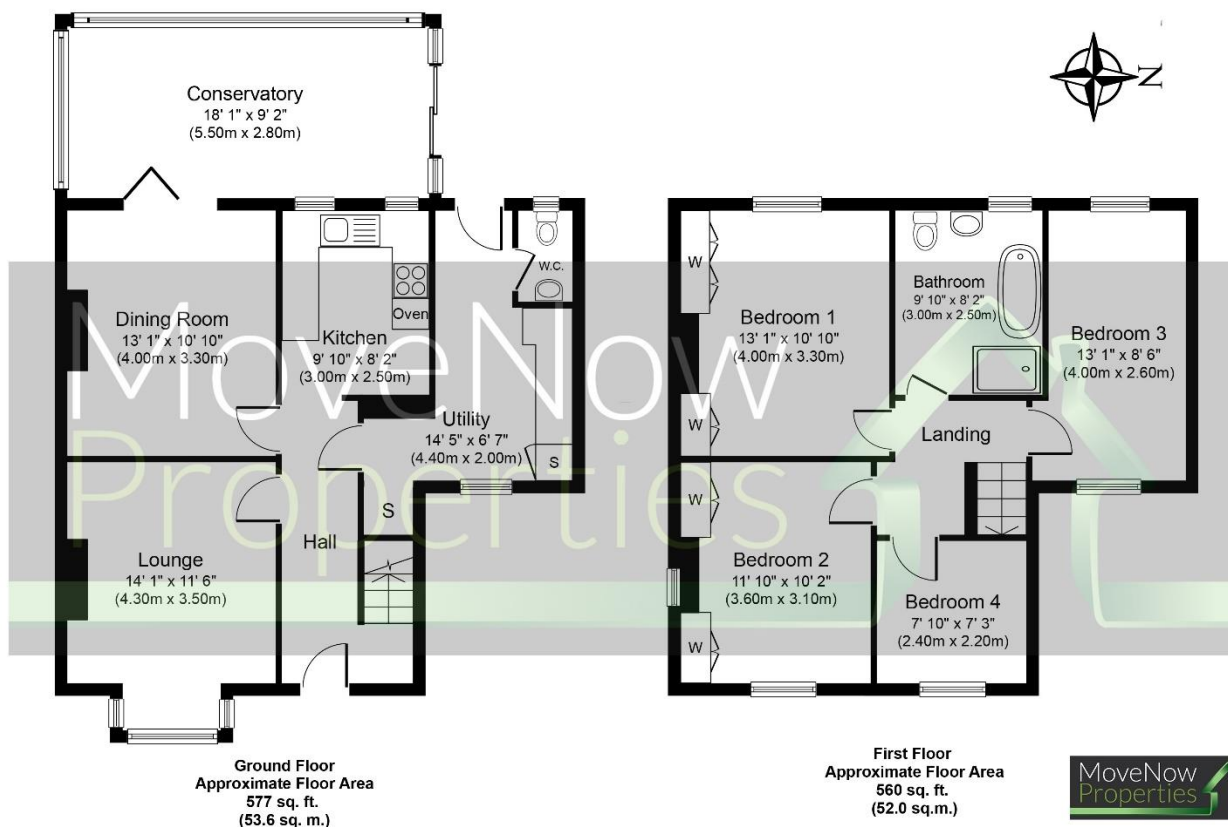 Conservatory
18' 1" x 9' 2"
(5.50m x 2.80m)
N
Dining Room
13' 1" x 10' 10"
(4.00m x 3.30m)
Kitchen
9' 10" x 8' 2"
(3.00m x 2.50m)
Oven
W.C.
Utility
14' 5" x 6' 7"
(4.40m x 2.00m)
S
S
Hall
Lounge
14' 1" x 11' 6"
(4.30m x 3.50m)
Ground Floor
Approximate Floor Area
577 sq. ft.
(53.6 sq. m.)
W
Bedroom 1
13' 1" x 10' 10"
(4.00m x 3.30m)
W
Bathroom
9' 10" x 8' 2"
(3.00m x 2.50m)
Bedroom 3
13' 1" x 8' 6"
(4.00m x 2.60m)
Landing
W
Bedroom 2
11' 10" x 10' 2"
(3.60m x 3.10m)
W
Bedroom 4
7' 10" x 7' 3"
(2.40m x 2.20m)
First Floor
Approximate Floor Area
560 sq. ft.
(52.0 sq.m.)
MoveNow
Properties
MoveNow
Properties